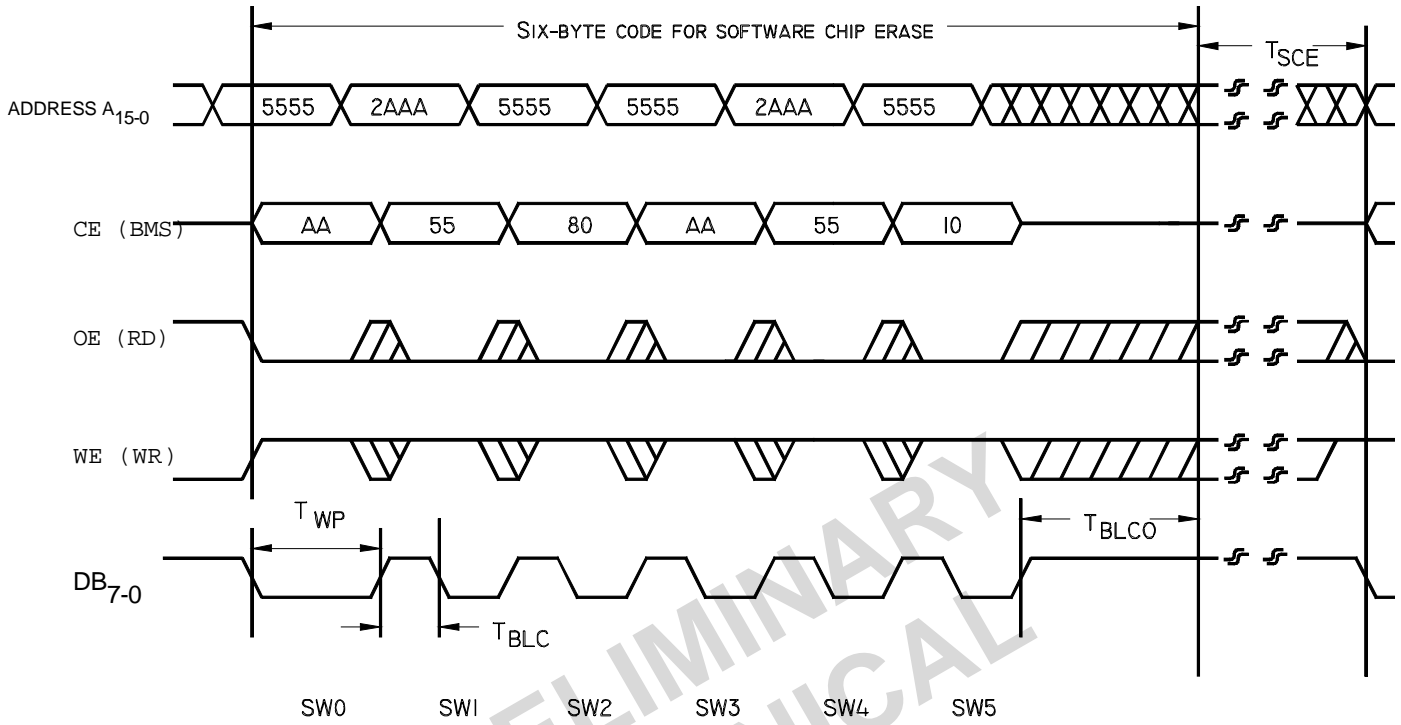 SIX-BYTE CODE FOR SOFTWARE CHIP ERASE
TSCE
ADDRESS A15-0
5555 2AAA 5555 5555 2AAA 5555
CE (BMS)
AA 55 80 AA 55 10
OE (RD)
WE (WR)
TWP
TBLCO
DB7-0
TBLC
SW0 SW1 SW2 SW3 SW4 SW5
ELIMINARY
NICAL